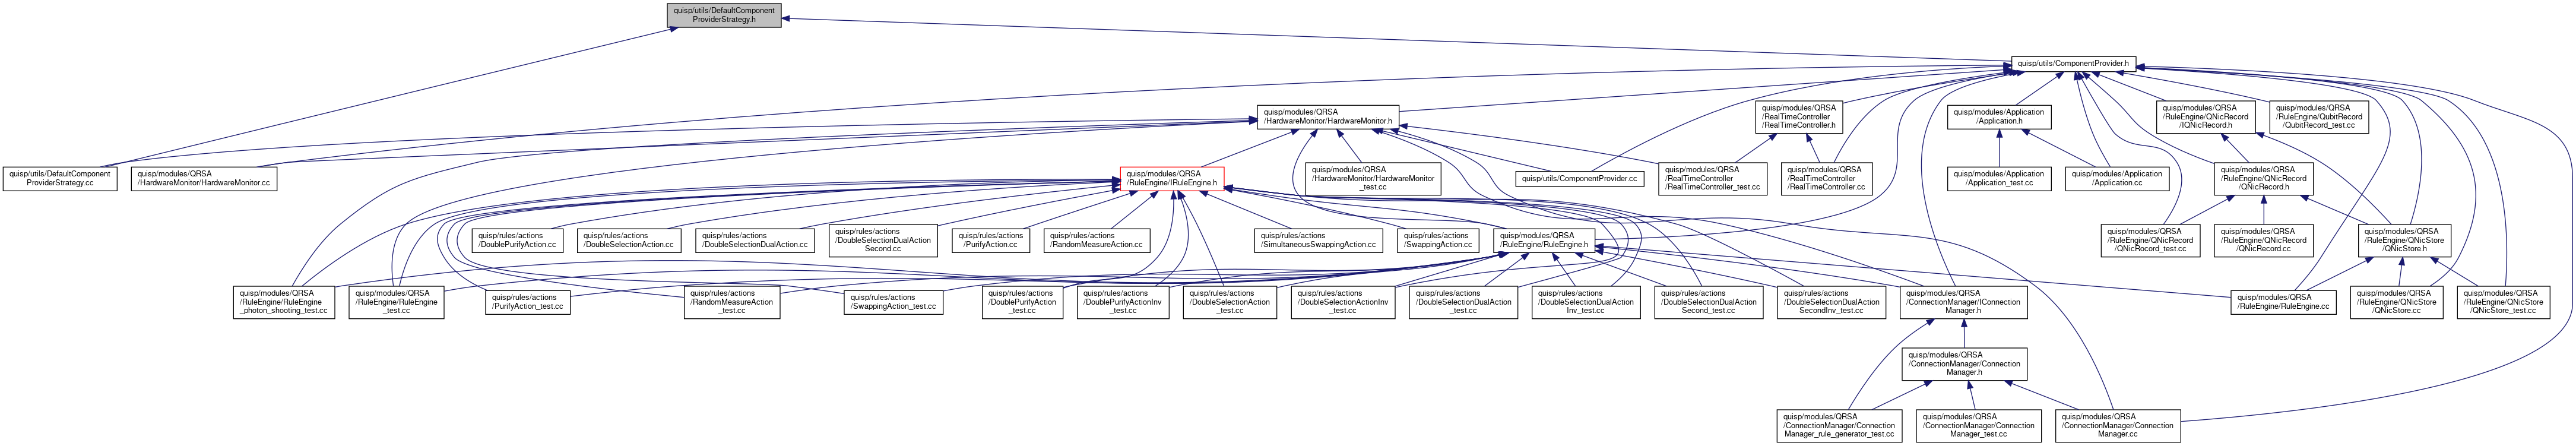 quisp/utils/DefaultComponent
ProviderStrategy.h
quisp/utils/ComponentProvider.h
quisp/modules/QRSA
/HardwareMonitor/HardwareMonitor.h
quisp/modules/QRSA
/RealTimeController
/RealTimeController.h
quisp/modules/Application
/Application.h
quisp/modules/QRSA
/RuleEngine/QNicRecord
/IQNicRecord.h
quisp/modules/QRSA
/RuleEngine/QubitRecord
/QubitRecord_test.cc
quisp/utils/DefaultComponent
ProviderStrategy.cc
quisp/modules/QRSA
/HardwareMonitor/HardwareMonitor.cc
quisp/modules/QRSA
/RuleEngine/IRuleEngine.h
quisp/modules/QRSA
/HardwareMonitor/HardwareMonitor
_test.cc
quisp/utils/ComponentProvider.cc
quisp/modules/QRSA
/RealTimeController
/RealTimeController_test.cc
quisp/modules/QRSA
/RealTimeController
/RealTimeController.cc
quisp/modules/Application
/Application_test.cc
quisp/modules/Application
/Application.cc
quisp/modules/QRSA
/RuleEngine/QNicRecord
/QNicRecord.h
quisp/rules/actions
/DoublePurifyAction.cc
quisp/rules/actions
/DoubleSelectionAction.cc
quisp/rules/actions
/DoubleSelectionDualAction.cc
quisp/rules/actions
/DoubleSelectionDualAction
Second.cc
quisp/rules/actions
/PurifyAction.cc
quisp/rules/actions
/RandomMeasureAction.cc
quisp/rules/actions
/SimultaneousSwappingAction.cc
quisp/rules/actions
/SwappingAction.cc
quisp/modules/QRSA
/RuleEngine/RuleEngine.h
quisp/modules/QRSA
/RuleEngine/QNicRecord
/QNicRocord_test.cc
quisp/modules/QRSA
/RuleEngine/QNicRecord
/QNicRecord.cc
quisp/modules/QRSA
/RuleEngine/QNicStore
/QNicStore.h
quisp/modules/QRSA
/RuleEngine/RuleEngine
_photon_shooting_test.cc
quisp/modules/QRSA
/RuleEngine/RuleEngine
_test.cc
quisp/rules/actions
/PurifyAction_test.cc
quisp/rules/actions
/RandomMeasureAction
_test.cc
quisp/rules/actions
/SwappingAction_test.cc
quisp/rules/actions
/DoublePurifyAction
_test.cc
quisp/rules/actions
/DoublePurifyActionInv
_test.cc
quisp/rules/actions
/DoubleSelectionAction
_test.cc
quisp/rules/actions
/DoubleSelectionActionInv
_test.cc
quisp/rules/actions
/DoubleSelectionDualAction
_test.cc
quisp/rules/actions
/DoubleSelectionDualAction
Inv_test.cc
quisp/rules/actions
/DoubleSelectionDualAction
Second_test.cc
quisp/rules/actions
/DoubleSelectionDualAction
SecondInv_test.cc
quisp/modules/QRSA
/ConnectionManager/IConnection
Manager.h
quisp/modules/QRSA
/RuleEngine/RuleEngine.cc
quisp/modules/QRSA
/RuleEngine/QNicStore
/QNicStore.cc
quisp/modules/QRSA
/RuleEngine/QNicStore
/QNicStore_test.cc
quisp/modules/QRSA
/ConnectionManager/Connection
Manager.h
quisp/modules/QRSA
/ConnectionManager/Connection
Manager_rule_generator_test.cc
quisp/modules/QRSA
/ConnectionManager/Connection
Manager_test.cc
quisp/modules/QRSA
/ConnectionManager/Connection
Manager.cc